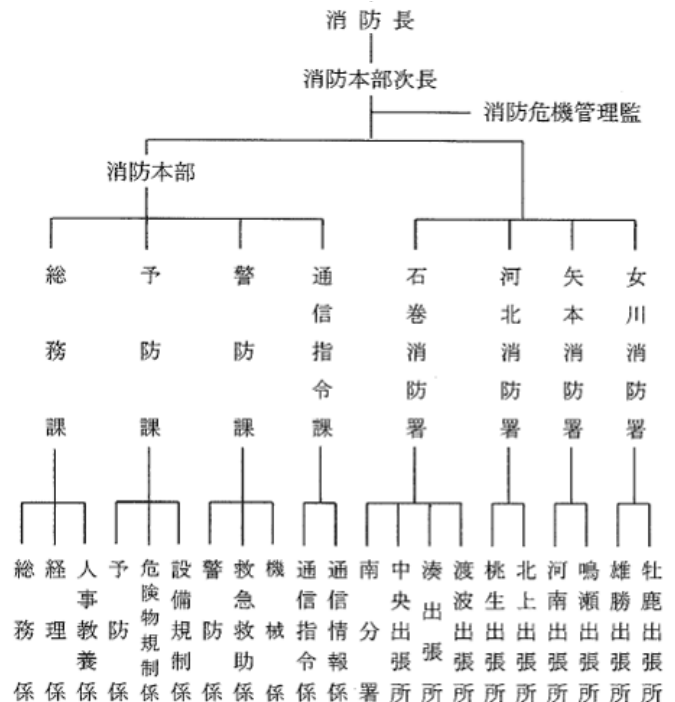 消防長
消防本部次長
消防危機管理監
消防本部
総務課
予防課
警防課
通信指令課
石巻消防署
河北消防署
矢本消防署
女川消防署
総務係
経理係
人事教養係
予防係
危険物規制係
設備規制係
警防係
救急救助係
機械係
通信指令係
通信情報係
南分署
中央出張所
湊出張所
渡波出張所
桃生出張所
北上出張所
河南出張所
鳴瀬出張所
雄勝出張所
牡鹿出張所